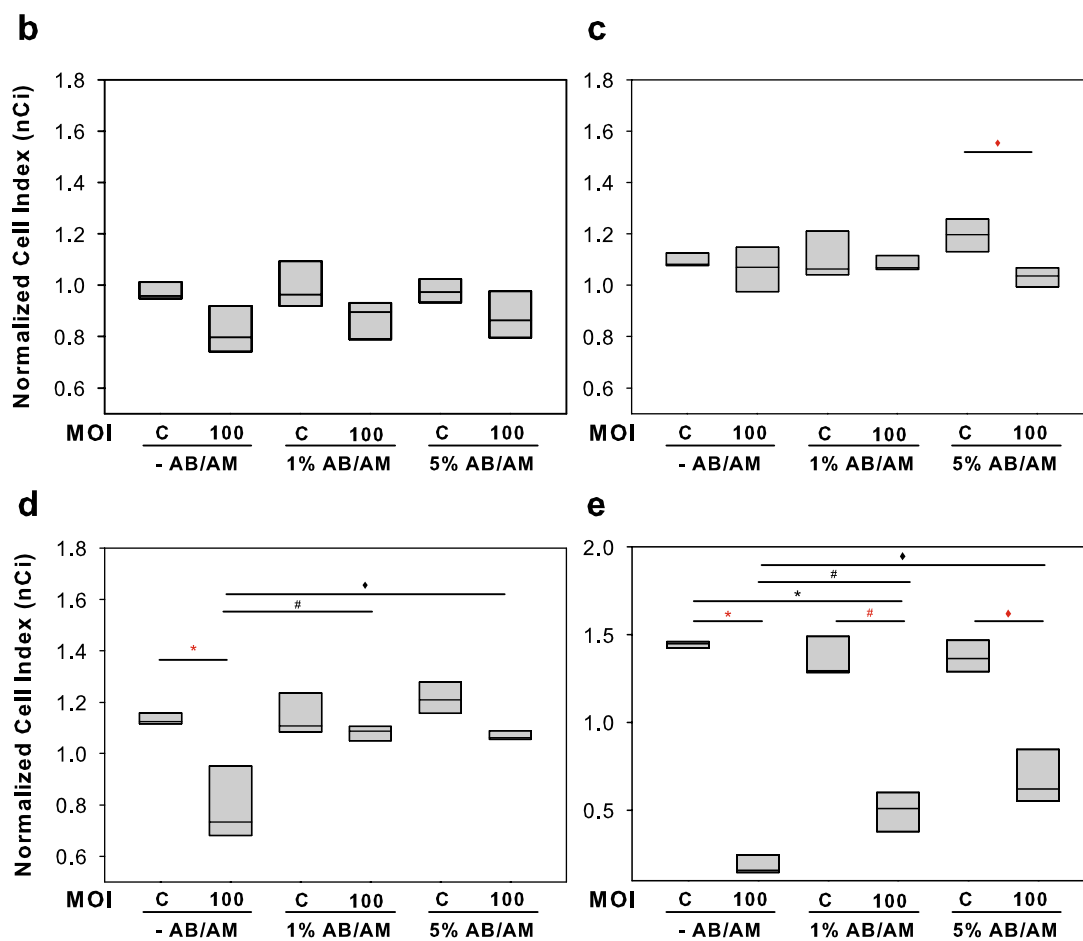 b
c
Normalized Cell Index (nCi)
1.8
1.6
1.4
1.2
1.0
0.8
0.6
1.8
1.6
1.4
1.2
1.0
0.8
0.6
♦
MOI C 100 C 100 C 100
- AB/AM 1% AB/AM 5% AB/AM
C 100 C 100 C 100
- AB/AM 1% AB/AM 5% AB/AM
d
e
Normalized Cell Index (nCi)
1.8
1.6
1.4
1.2
1.0
0.8
0.6
♦
#
*
2.0
1.5
1.0
0.5
♦
#
*
* # ♦
MOI C 100 C 100 C 100
- AB/AM 1% AB/AM 5% AB/AM
MOI C 100 C 100 C 100
- AB/AM 1% AB/AM 5% AB/AM